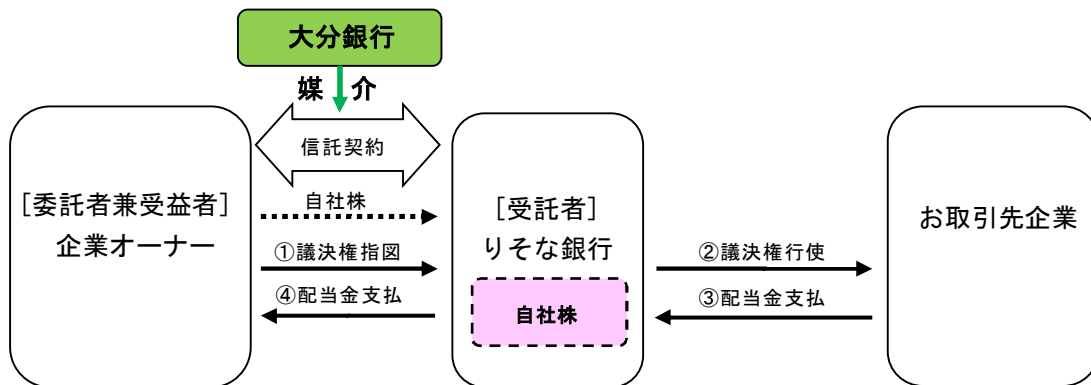 大分銀行
媒 介
信託契約
自社株
[委託者兼受益者]
企業オーナー
①議決権指図
④配当金支払
[受託者]
りそな銀行
自社株
②議決権行使
③配当金支払
お取引先企業